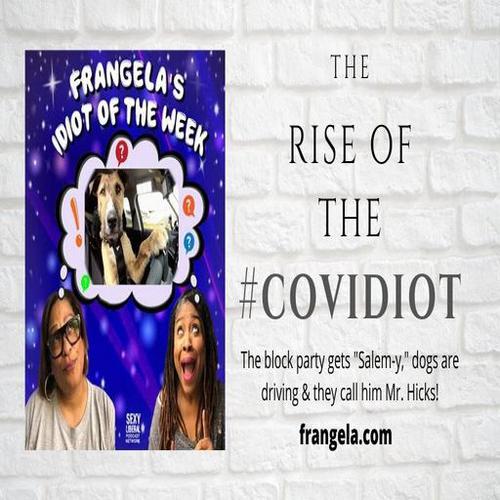 FRANGELA'S
IDIOT OF THE WEEK
SEXY
LIBERAL
PODCAST
NETWORK
THE
RISE OF
THE
#COVIDIOT
The block party gets "Salem-y," dogs are
driving & they call him Mr. Hicks!
frangela.com